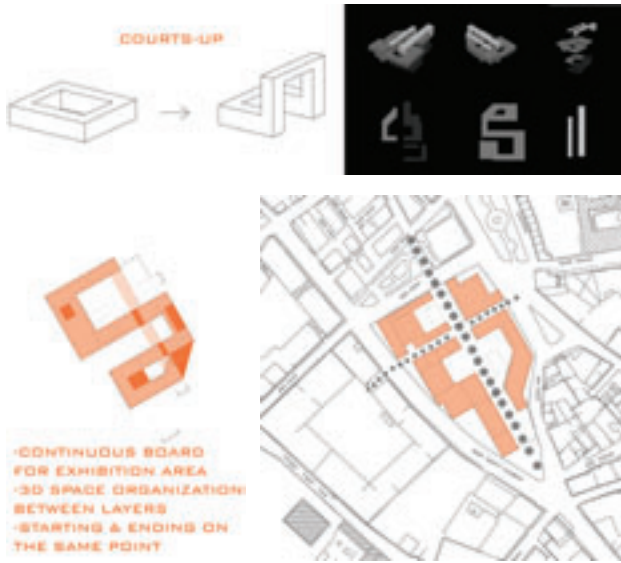 COURTS-UP
•CONTINUOUS BOARD
FOR EXHIBITION AREA
•3D SPACE ORGANIZATION:
BETWEEN LAYERS
•STARTING & ENDING ON
THE SAME POINT